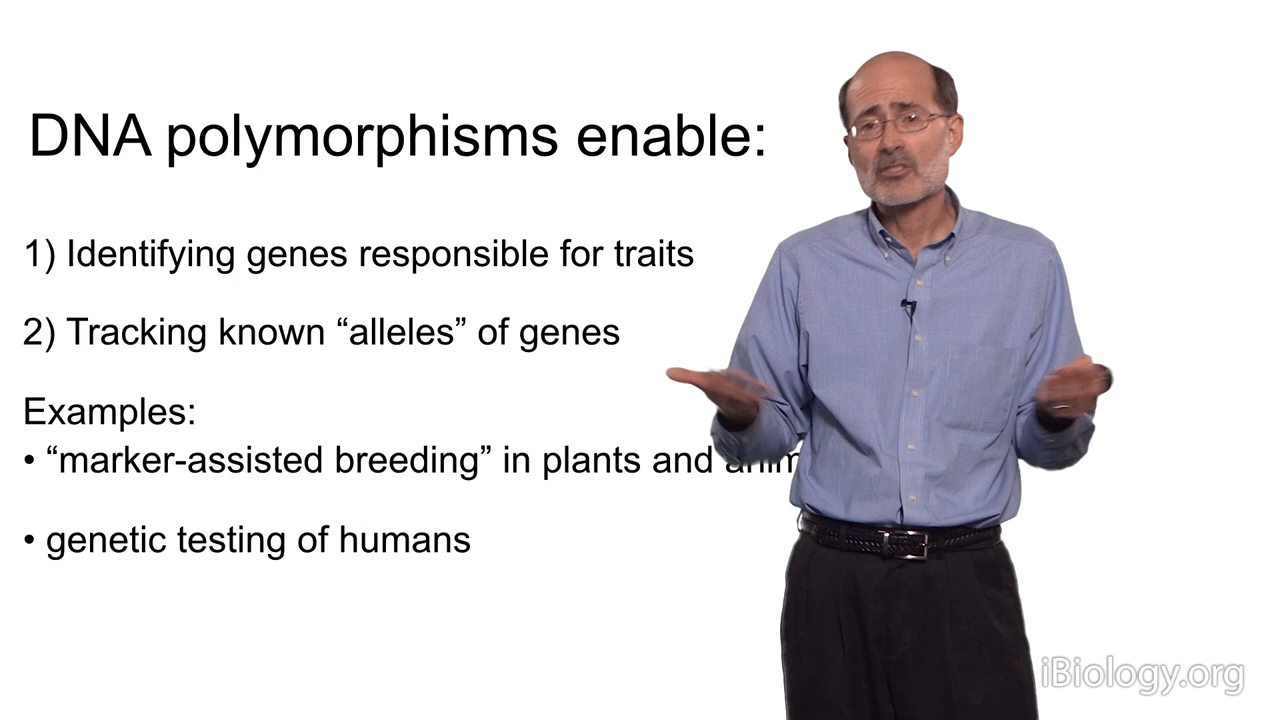 DNA polymorphisms enable:
1) Identifying genes responsible for traits
2) Tracking known “alleles” of genes
Examples:
• “marker-assisted breeding” in plants and
• genetic testing of humans
iBiology.org